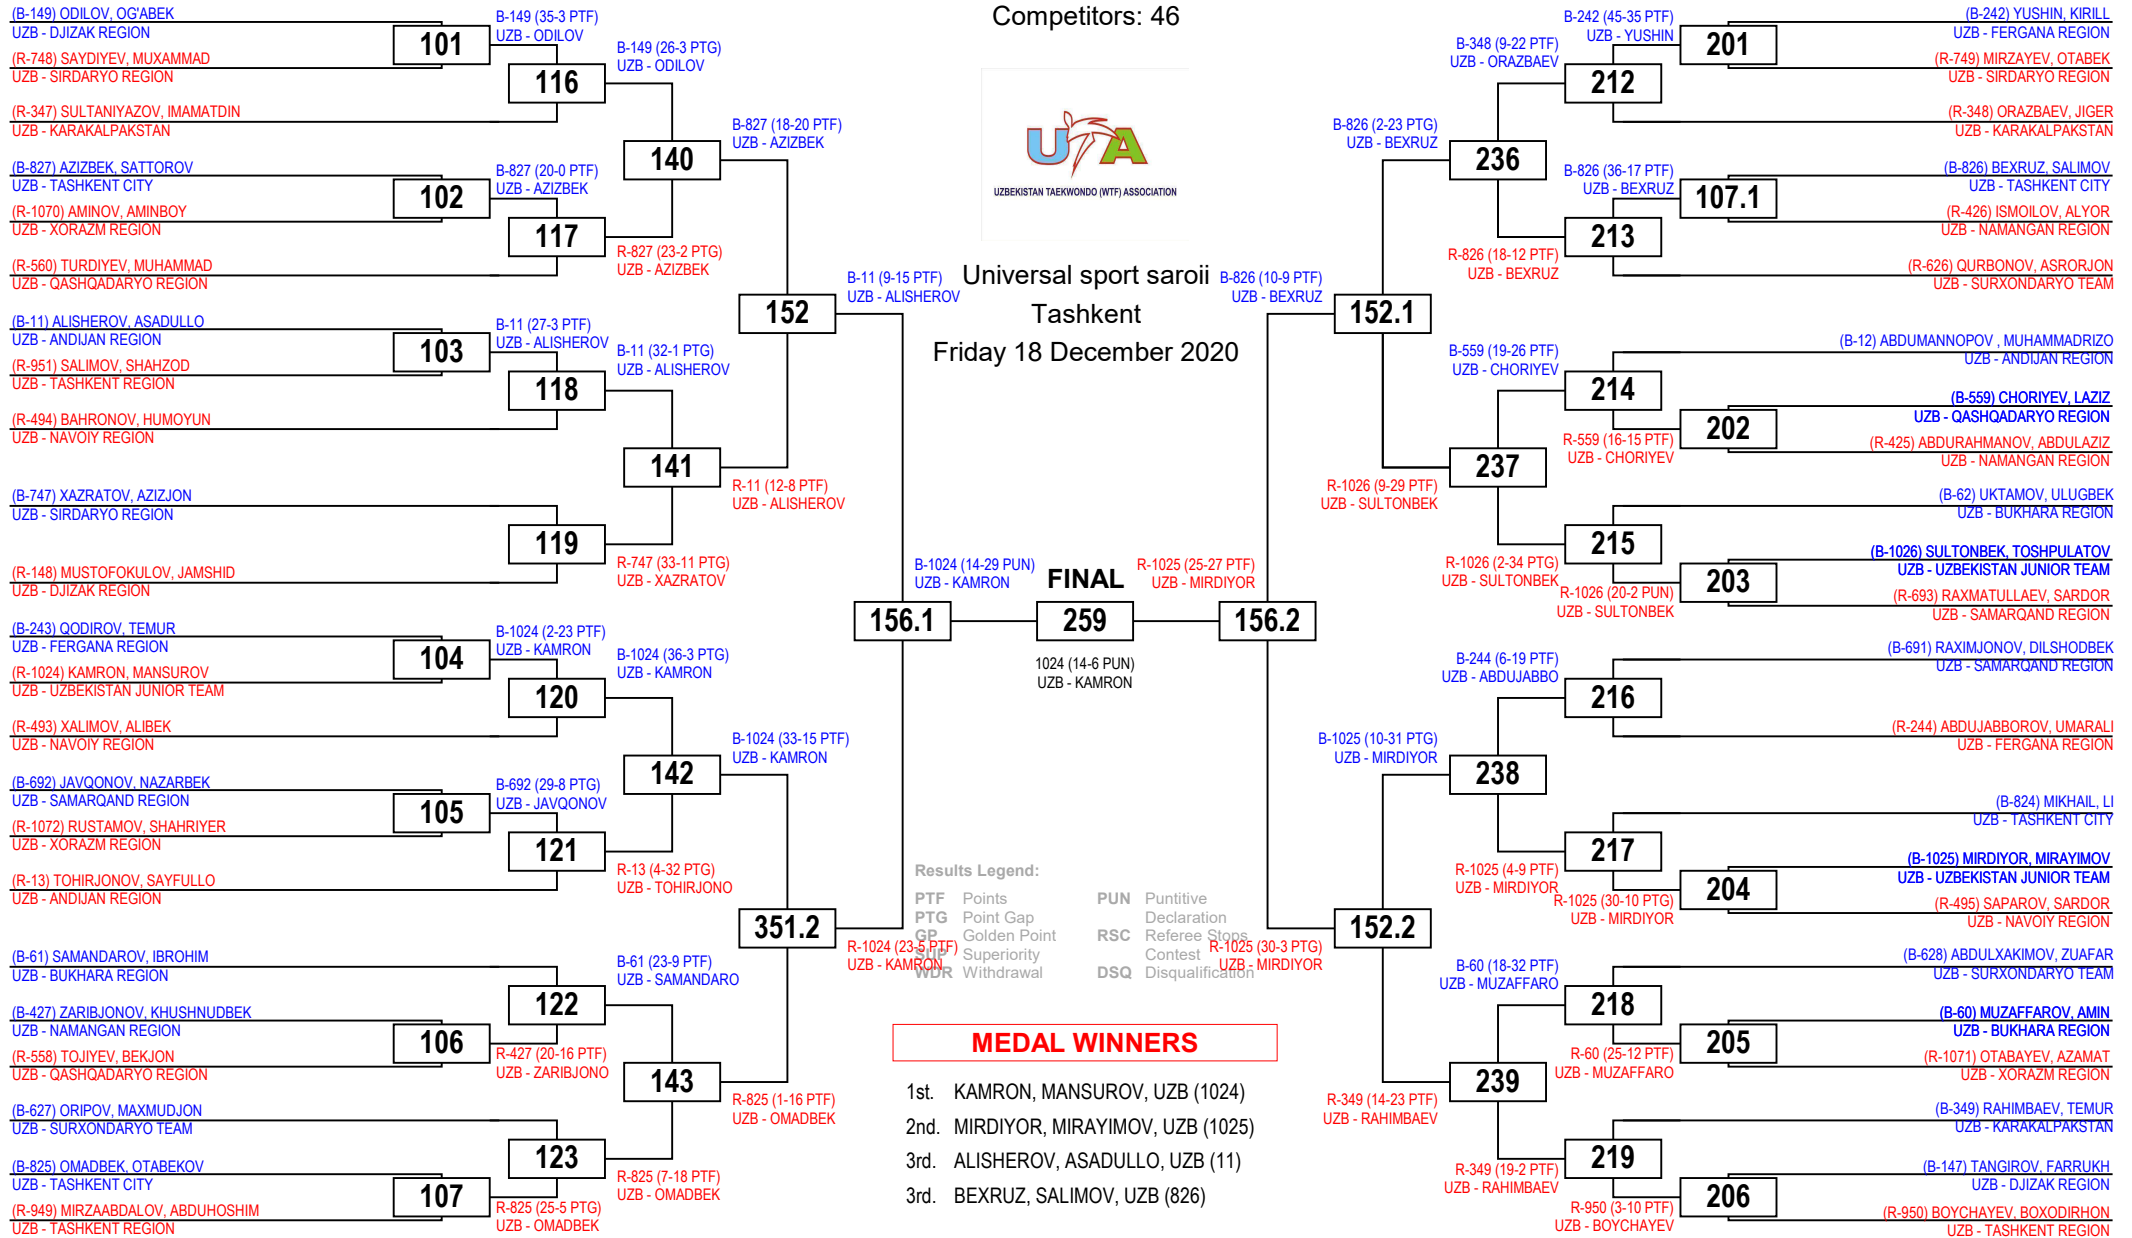 Competitors: 46
UTA
UZBEKISTAN TAEKWONDO (WTF) ASSOCIATION
Universal sport saroii
Tashkent
Friday 18 December 2020
(B-149) ODILOV, OG'ABEK
UZB - DJIZAK REGION
(R-748) SAYDIYEV, MUXAMMAD
UZB - SIRDARYO REGION
(R-347) SULTANIYAZOV, IMAMATDIN
UZB - KARAKALPAKSTAN
(B-827) AZIZBEK, SATTOROV
UZB - TASHKENT CITY
(R-1070) AMINOV, AMINBOY
UZB - XORAZM REGION
(R-560) TURDIYEV, MUHAMMAD
UZB - QASHQADARYO REGION
(B-11) ALISHEROV, ASADULLO
UZB - ANDIJAN REGION
(R-951) SALIMOV, SHAHZOD
UZB - TASHKENT REGION
(R-494) BAHRONOV, HUMOYUN
UZB - NAVOIY REGION
(B-747) XAZRATOV, AZIZJON
UZB - SIRDARYO REGION
(R-148) MUSTOFOKULOV, JAMSHID
UZB - DJIZAK REGION
(B-243) QODIROV, TEMUR
UZB - FERGANA REGION
(R-1024) KAMRON, MANSUROV
UZB - UZBEKISTAN JUNIOR TEAM
(R-493) XALIMOV, ALIBEK
UZB - NAVOIY REGION
(B-692) JAVQONOV, NAZARBEK
UZB - SAMARQAND REGION
(R-1072) RUSTAMOV, SHAHRIYER
UZB - XORAZM REGION
(R-13) TOHIRJONOV, SAYFULLO
UZB - ANDIJAN REGION
(B-61) SAMANDAROV, IBROHIM
UZB - BUKHARA REGION
(B-427) ZARIBJONOV, KHUSHNUDBEK
UZB - NAMANGAN REGION
(R-558) TOJIYEV, BEKJON
UZB - QASHQADARYO REGION
(B-627) ORIPOV, MAXMUDJON
UZB - SURXONDARYO TEAM
(B-825) OMADBEK, OTABEKOV
UZB - TASHKENT CITY
(R-949) MIRZAABDALOV, ABDUHOSHIM
UZB - TASHKENT REGION
101
102
103
104
105
106
107
B-149 (35-3 PTF)
UZB - ODILOV
B-827 (20-0 PTF)
UZB - AZIZBEK
B-11 (27-3 PTF)
UZB - ALISHEROV
B-1024 (2-23 PTF)
UZB - KAMRON
B-692 (29-8 PTG)
UZB - JAVQONOV
R-427 (20-16 PTF)
UZB - ZARIBJONO
R-825 (25-5 PTG)
UZB - OMADBEK
116
117
118
119
120
121
122
123
B-149 (26-3 PTG)
UZB - ODILOV
R-827 (23-2 PTG)
UZB - AZIZBEK
B-11 (32-1 PTG)
UZB - ALISHEROV
R-747 (33-11 PTG)
UZB - XAZRATOV
B-1024 (36-3 PTG)
UZB - KAMRON
R-13 (4-32 PTG)
UZB - TOHIRJONO
B-61 (23-9 PTF)
UZB - SAMANDARO
R-825 (7-18 PTF)
UZB - OMADBEK
140
141
142
143
B-827 (18-20 PTF)
UZB - AZIZBEK
R-11 (12-8 PTF)
UZB - ALISHEROV
B-1024 (33-15 PTF)
UZB - KAMRON
R-825 (1-16 PTF)
UZB - OMADBEK
152
351.2
B-11 (9-15 PTF)
UZB - ALISHEROV
R-1024 (23-5 PTF)
UZB - KAMRON
156.1
B-1024 (14-29 PUN)
UZB - KAMRON
FINAL
259
1024 (14-6 PUN)
UZB - KAMRON
R-1025 (25-27 PTF)
UZB - MIRDIYOR
156.2
B-826 (10-9 PTF)
UZB - BEXRUZ
R-1025 (30-3 PTG)
UZB - MIRDIYOR
152.1
152.2
B-826 (2-23 PTG)
UZB - BEXRUZ
R-1026 (9-29 PTF)
UZB - SULTONBEK
B-1025 (10-31 PTG)
UZB - MIRDIYOR
R-349 (14-23 PTF)
UZB - RAHIMBAEV
236
237
238
239
B-348 (9-22 PTF)
UZB - ORAZBAEV
R-826 (18-12 PTF)
UZB - BEXRUZ
B-559 (19-26 PTF)
UZB - CHORIYEV
R-1026 (2-34 PTG)
UZB - SULTONBEK
B-244 (6-19 PTF)
UZB - ABDUJABBO
R-1025 (4-9 PTF)
UZB - MIRDIYOR
B-60 (18-32 PTF)
UZB - MUZAFFARO
R-349 (19-2 PTF)
UZB - RAHIMBAEV
212
213
214
215
216
217
218
219
B-242 (45-35 PTF)
UZB - YUSHIN
B-826 (36-17 PTF)
UZB - BEXRUZ
R-559 (16-15 PTF)
UZB - CHORIYEV
R-1026 (20-2 PUN)
UZB - SULTONBEK
R-1025 (30-10 PTG)
UZB - MIRDIYOR
R-60 (25-12 PTF)
UZB - MUZAFFARO
R-950 (3-10 PTF)
UZB - BOYCHAYEV
201
107.1
202
203
204
205
206
(B-242) YUSHIN, KIRILL
UZB - FERGANA REGION
(R-749) MIRZAYEV, OTABEK
UZB - SIRDARYO REGION
(R-348) ORAZBAEV, JIGER
UZB - KARAKALPAKSTAN
(B-826) BEXRUZ, SALIMOV
UZB - TASHKENT CITY
(R-426) ISMOILOV, ALYOR
UZB - NAMANGAN REGION
(R-626) QURBONOV, ASRORJON
UZB - SURXONDARYO TEAM
(B-12) ABDUMANNOPOV , MUHAMMADRIZO
UZB - ANDIJAN REGION
(B-559) CHORIYEV, LAZIZ
UZB - QASHQADARYO REGION
(R-425) ABDURAHMANOV, ABDULAZIZ
UZB - NAMANGAN REGION
(B-62) UKTAMOV, ULUGBEK
UZB - BUKHARA REGION
(B-1026) SULTONBEK, TOSHPULATOV
UZB - UZBEKISTAN JUNIOR TEAM
(R-693) RAXMATULLAEV, SARDOR
UZB - SAMARQAND REGION
(B-691) RAXIMJONOV, DILSHODBEK
UZB - SAMARQAND REGION
(R-244) ABDUJABBOROV, UMARALI
UZB - FERGANA REGION
(B-824) MIKHAIL, LI
UZB - TASHKENT CITY
(B-1025) MIRDIYOR, MIRAYIMOV
UZB - UZBEKISTAN JUNIOR TEAM
(R-495) SAPAROV, SARDOR
UZB - NAVOIY REGION
(B-628) ABDULXAKIMOV, ZUAFAR
UZB - SURXONDARYO TEAM
(B-60) MUZAFFAROV, AMIN
UZB - BUKHARA REGION
(R-1071) OTABAYEV, AZAMAT
UZB - XORAZM REGION
(B-349) RAHIMBAEV, TEMUR
UZB - KARAKALPAKSTAN
(B-147) TANGIROV, FARRUKH
UZB - DJIZAK REGION
(R-950) BOYCHAYEV, BOXODIRHON
UZB - TASHKENT REGION
Results Legend:
PTF Points
PTG Point Gap
GP Golden Point
SUP Superiority
WDR Withdrawal
PUN Puntitive
Declaration
RSC Referee Stops
Contest
DSQ Disqualification
MEDAL WINNERS
1st. KAMRON, MANSUROV, UZB (1024)
2nd. MIRDIYOR, MIRAYIMOV, UZB (1025)
3rd. ALISHEROV, ASADULLO, UZB (11)
3rd. BEXRUZ, SALIMOV, UZB (826)